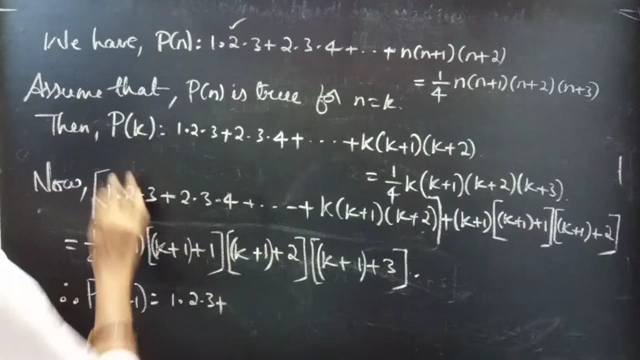 We have, P(n): 1.2.3+2.3.4+...+n(n+1)(n+2)
= 1/4 n(n+1)(n+2)(n+3)
Assume that, P(n) is true for n=k.
Then, P(k): 1.2.3+2.3.4+....+k(k+1)(k+2)
= 1/4 k(k+1)(k+2)(k+3).
Now, [ 3+2.3.4+...-+k(k+1)(k+2)]+(k+1)[(k+1)+1][(k+1)+2]
= 1) [(k+1)+1][(k+1)+2][(k+1)+3].
∴ P( 1): 1.2.3+